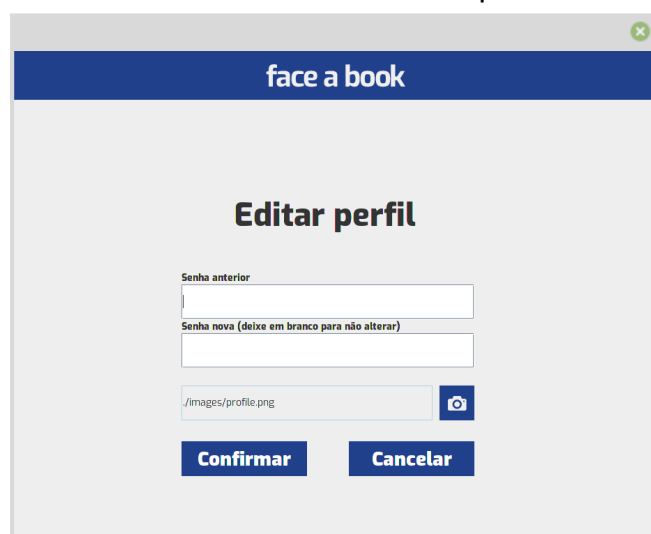 face a book
Editar perfil
Senha anterior
Senha nova (deixe em branco para não alterar)
./images/profile.png
Confirmar
Cancelar